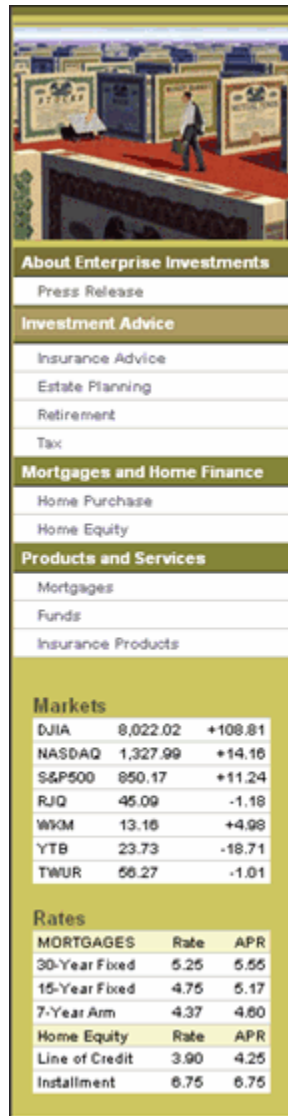 STOCKS
About Enterprise Investments
Press Release
Investment Advice
Insurance Advice
Estate Planning
Retirement
Tax
Mortgages and Home Finance
Home Purchase
Home Equity
Products and Services
Mortgages
Funds
Insurance Products
Markets
DJIA 8,022.02 +108.81
NASDAQ 1,327.99 +14.16
S&P500 850.17 +11.24
RJQ 45.09 -1.18
WKM 13.16 +4.98
YTB 23.73 -18.71
TWUR 56.27 -1.01
Rates
MORTGAGES Rate APR
30-Year Fixed 5.25 5.55
15-Year Fixed 4.75 5.17
7-Year Arm 4.37 4.60
Home Equity Rate APR
Line of Credit 3.90 4.25
Installment 6.75 6.75